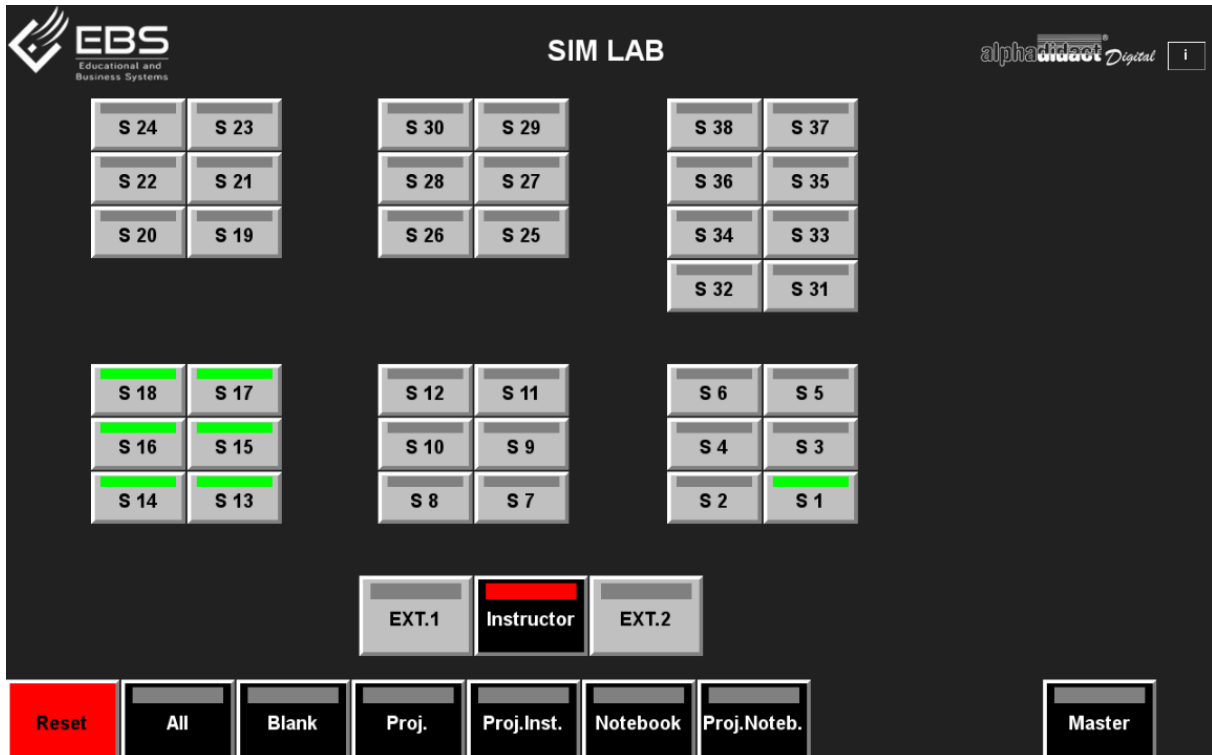 EBS
Educational and
Business Systems
SIM LAB
alphadidact Digital
i
S 24 S 23 S 30 S 29 S 38 S 37
S 22 S 21 S 28 S 27 S 36 S 35
S 20 S 19 S 26 S 25 S 34 S 33
S 32 S 31
S 18 S 17 S 12 S 11 S 6 S 5
S 16 S 15 S 10 S 9 S 4 S 3
S 14 S 13 S 8 S 7 S 2 S 1
EXT.1 Instructor EXT.2
Reset All Blank Proj. Proj.Inst. Notebook Proj.Noteb. Master